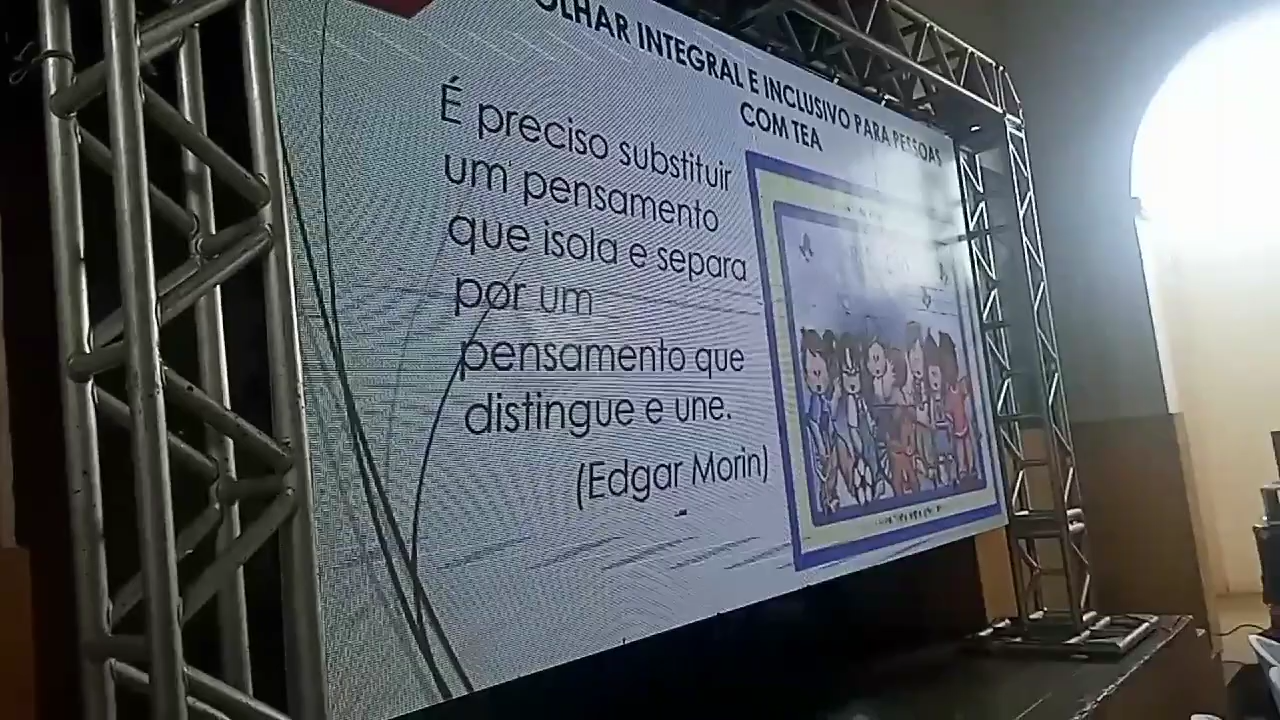 OLHAR INTEGRAL E INCLUSIVO PARA PESSOAS
COM TEA
É preciso substituir
um pensamento
que isola e separa
por um
pensamento que
distingue e une.
(Edgar Morin)